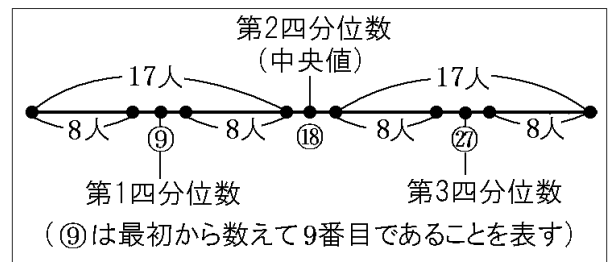 第2四分位数
(中央値)
17人 17人
8人 ⑨ 8人 ⑱ 8人 ㉗ 8人
第1四分位数 第3四分位数
(⑨は最初から数えて9番目であることを表す)